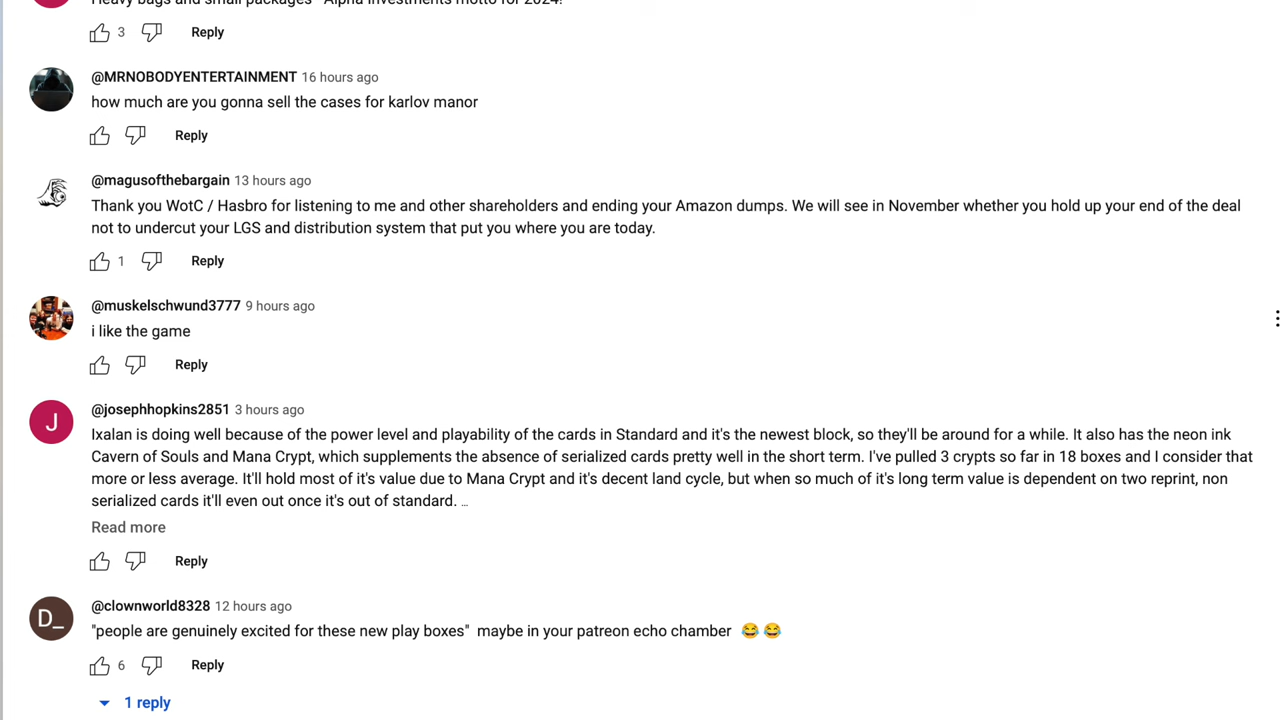 Heavy bags and small packages" Alpha Investments motto for 2024!
3 Reply
@MRNOBODYENTERTAINMENT 16 hours ago
how much are you gonna sell the cases for karlov manor
Reply
@magusofthebargain 13 hours ago
Thank you WotC / Hasbro for listening to me and other shareholders and ending your Amazon dumps. We will see in November whether you hold up your end of the deal
not to undercut your LGS and distribution system that put you where you are today.
1 Reply
@muskelschwund3777 9 hours ago
i like the game
Reply
J
@josephhopkins2851 3 hours ago
Ixalan is doing well because of the power level and playability of the cards in Standard and it's the newest block, so they'll be around for a while. It also has the neon ink
Cavern of Souls and Mana Crypt, which supplements the absence of serialized cards pretty well in the short term. I've pulled 3 crypts so far in 18 boxes and I consider that
more or less average. It'll hold most of it's value due to Mana Crypt and it's decent land cycle, but when so much of it's long term value is dependent on two reprint, non
serialized cards it'll even out once it's out of standard. ...
Read more
Reply
D_
@clownworld8328 12 hours ago
"people are genuinely excited for these new play boxes" maybe in your patreon echo chamber 😂😂
6 Reply
1 reply